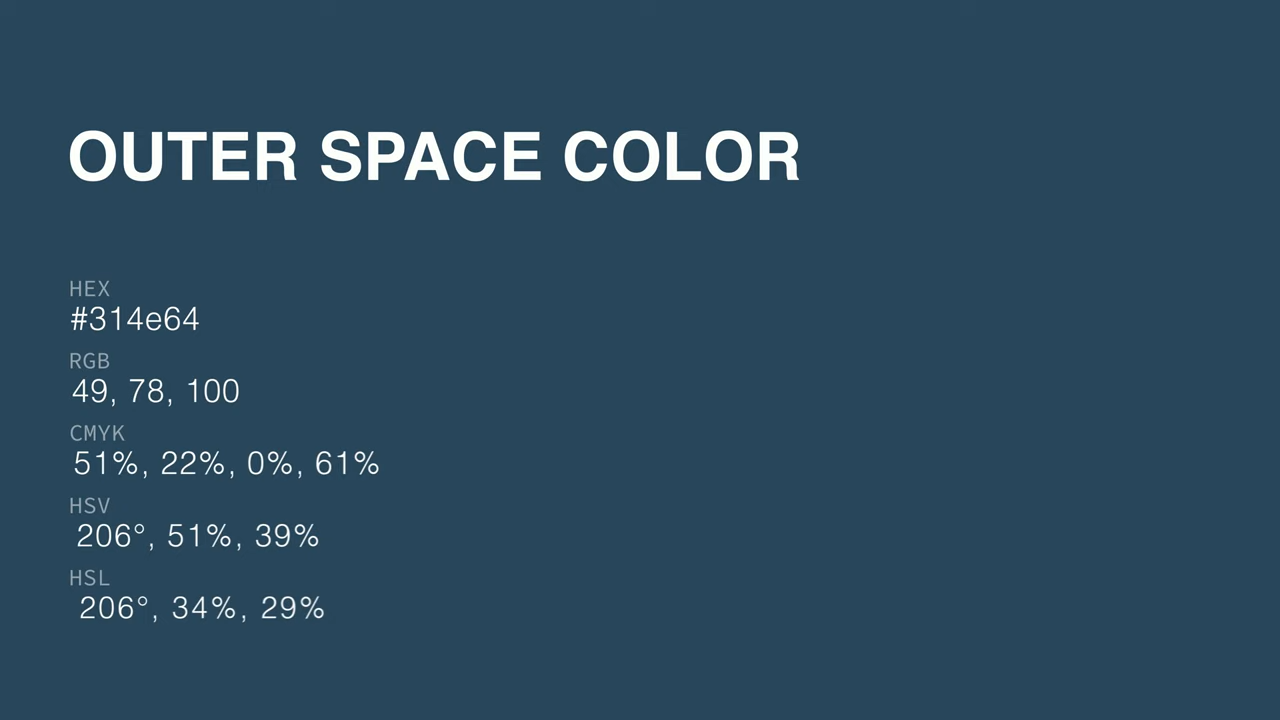 OUTER SPACE COLOR
HEX
#314e64
RGB
49, 78, 100
CMYK
51%, 22%, 0%, 61%
HSV
206°, 51%, 39%
HSL
206°, 34%, 29%